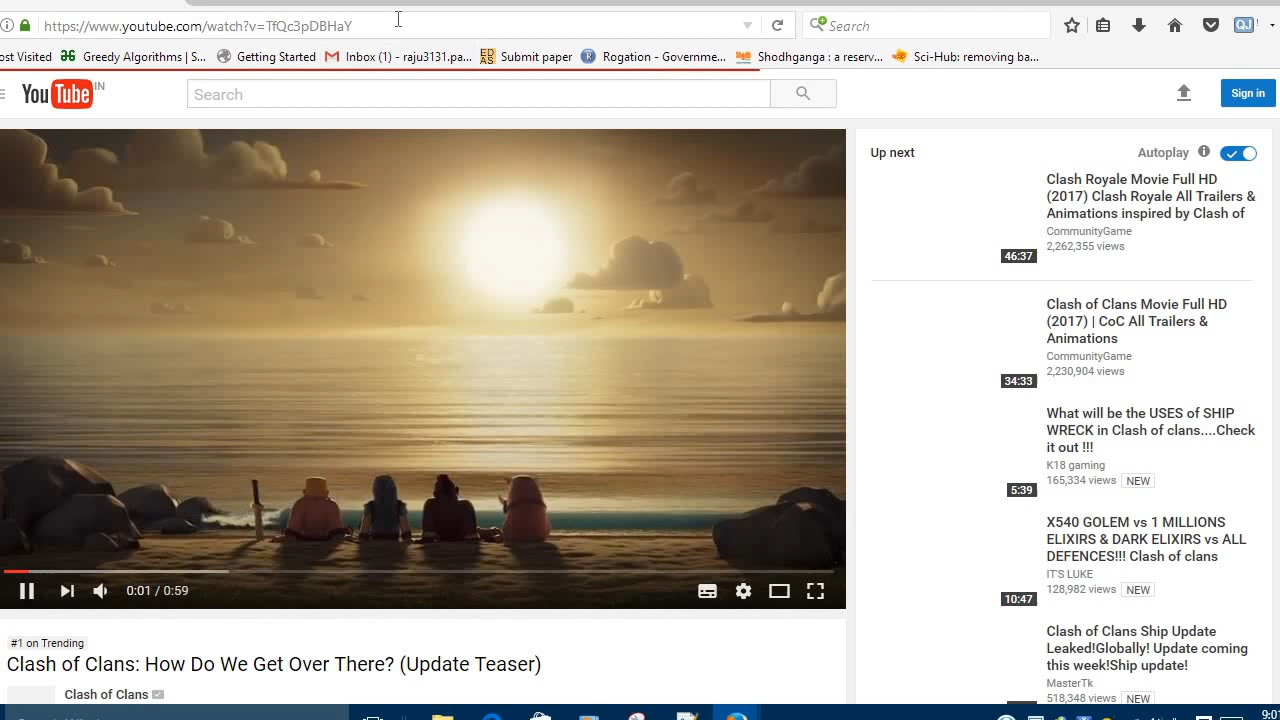 https://www.youtube.com/watch?v=TfQc3pDBHaY
Search
ost Visited
Greedy Algorithms | S...
Getting Started
Inbox (1) - raju3131.pa...
EDAS
Submit paper
Rogation - Governme...
Shodhganga : a reserv...
Sci-Hub: removing ba...
QJ
YouTube IN
Search
Sign in
Up next
Autoplay
Clash Royale Movie Full HD
(2017) Clash Royale All Trailers &
Animations inspired by Clash of
CommunityGame
2,262,355 views
46:37
Clash of Clans Movie Full HD
(2017) | CoC All Trailers &
Animations
CommunityGame
2,230,904 views
34:33
What will be the USES of SHIP
WRECK in Clash of clans....Check
it out !!!
K18 gaming
165,334 views NEW
5:39
X540 GOLEM vs 1 MILLIONS
ELIXIRS & DARK ELIXIRS vs ALL
DEFENCES!!! Clash of clans
IT'S LUKE
128,982 views NEW
10:47
Clash of Clans Ship Update
Leaked!Globally! Update coming
this week!Ship update!
MasterTk
518,348 views NEW
0:01 / 0:59
#1 on Trending
Clash of Clans: How Do We Get Over There? (Update Teaser)
Clash of Clans